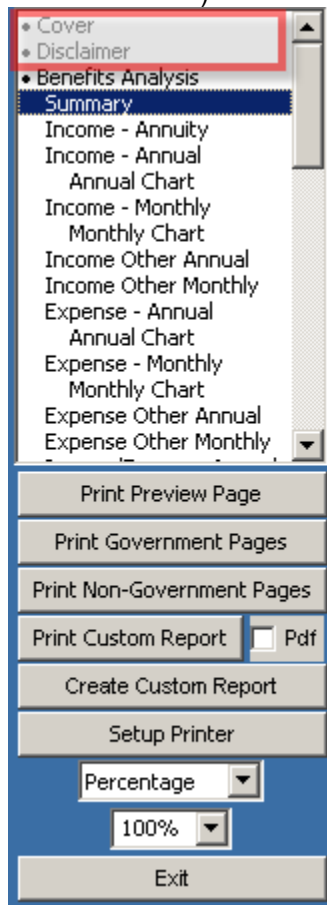 • Cover
• Disclaimer
• Benefits Analysis
Summary
Income - Annuity
Income - Annual
Annual Chart
Income - Monthly
Monthly Chart
Income Other Annual
Income Other Monthly
Expense - Annual
Annual Chart
Expense - Monthly
Monthly Chart
Expense Other Annual
Expense Other Monthly
Print Preview Page
Print Government Pages
Print Non-Government Pages
Print Custom Report Pdf
Create Custom Report
Setup Printer
Percentage
100%
Exit